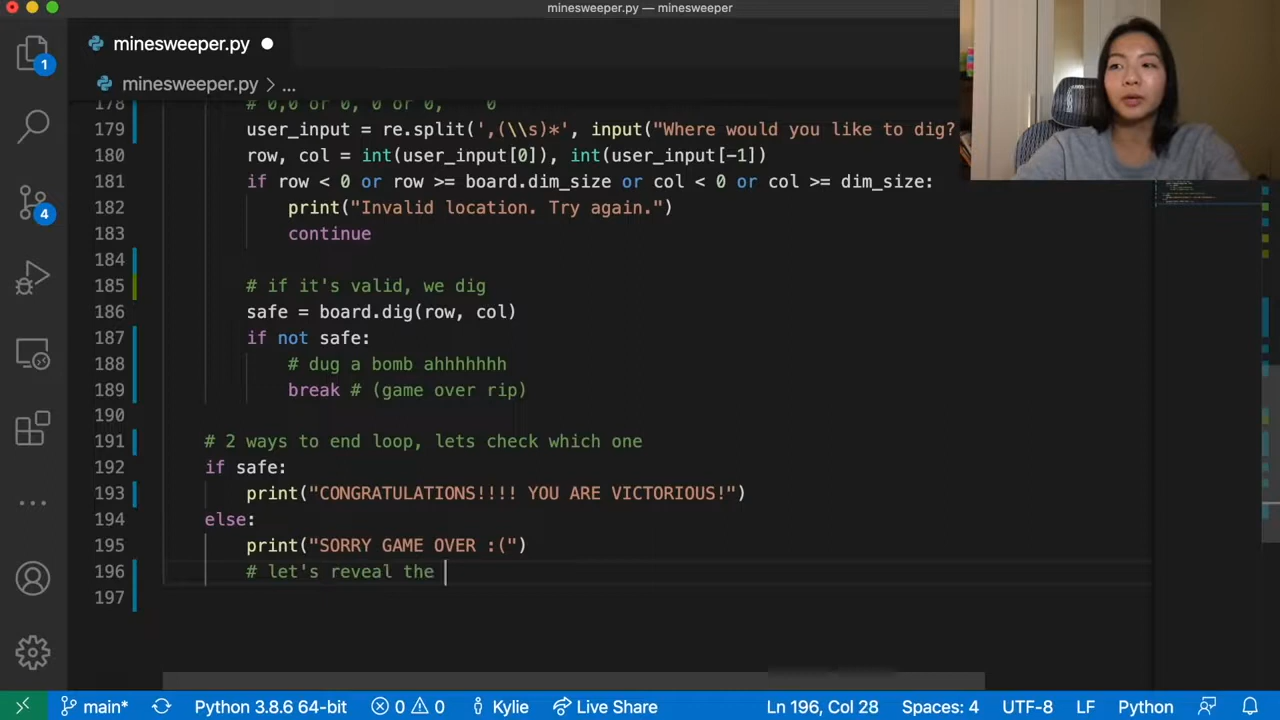 minesweeper.py — minesweeper
minesweeper.py
minesweeper.py > ...
1
4
178 # 0,0 or 0, 0 or 0,    0
179 user_input = re.split(',(\\s)*', input("Where would you like to dig?
180 row, col = int(user_input[0]), int(user_input[-1])
181 if row < 0 or row >= board.dim_size or col < 0 or col >= dim_size:
182 print("Invalid location. Try again.")
183 continue
184
185 # if it's valid, we dig
186 safe = board.dig(row, col)
187 if not safe:
188 # dug a bomb ahhhhhhh
189 break # (game over rip)
190
191 # 2 ways to end loop, lets check which one
192 if safe:
193 print("CONGRATULATIONS!!!! YOU ARE VICTORIOUS!")
194 else:
195 print("SORRY GAME OVER :(")
196 # let's reveal the
197
main* Python 3.8.6 64-bit 0 0 Kylie Live Share Ln 196, Col 28 Spaces: 4 UTF-8 LF Python